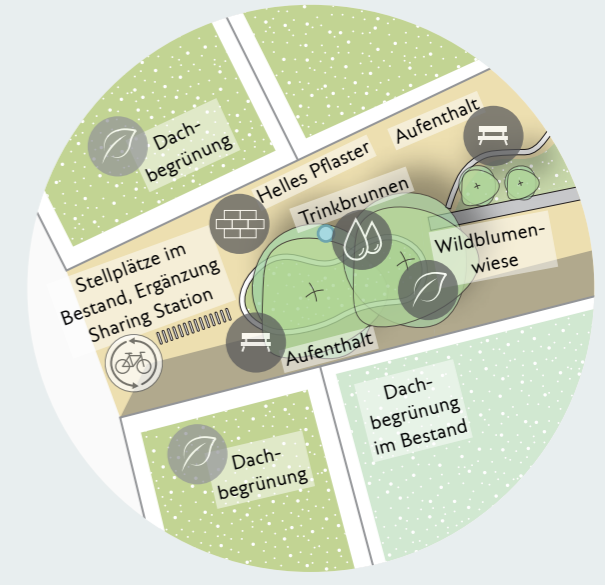 Dach-
begrünung
Aufenthalt
Helles Pflaster
Trinkbrunnen
Wildblumen-
wiese
Stellplätze im
Bestand, Ergänzung
Sharing Station
Aufenthalt
Dach-
begrünung
im Bestand
Dach-
begrünung